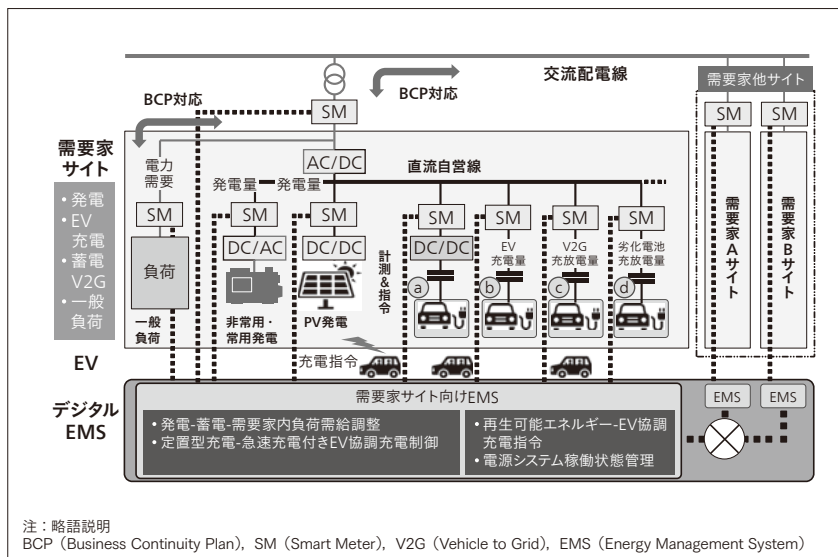 交流配電線
需要家他サイト
BCP対応
BCP対応
SM
SM
SM
需要家
サイト
・発電
・EV
充電
・蓄電
V2G
・一般
負荷
電力
需要
AC/DC
直流自営線
発電量
発電量
SM
SM
SM
SM
SM
SM
SM
DC/AC
DC/DC
DC/DC
EV
充電量
V2G
充放電量
劣化電池
充放電量
負荷
計測&指令
a
b
c
d
需要家Aサイト
需要家Bサイト
一般
負荷
非常用・
常用発電
PV発電
EV
充電指令
デジタル
EMS
需要家サイト向けEMS
・発電-蓄電-需要家内負荷需給調整
・定置型充電-急速充電付きEV協調充電制御
・再生可能エネルギー-EV協調
充電指令
・電源システム稼働状態管理
EMS
EMS
注:略語説明
BCP(Business Continuity Plan),SM(Smart Meter),V2G(Vehicle to Grid),EMS(Energy Management System)